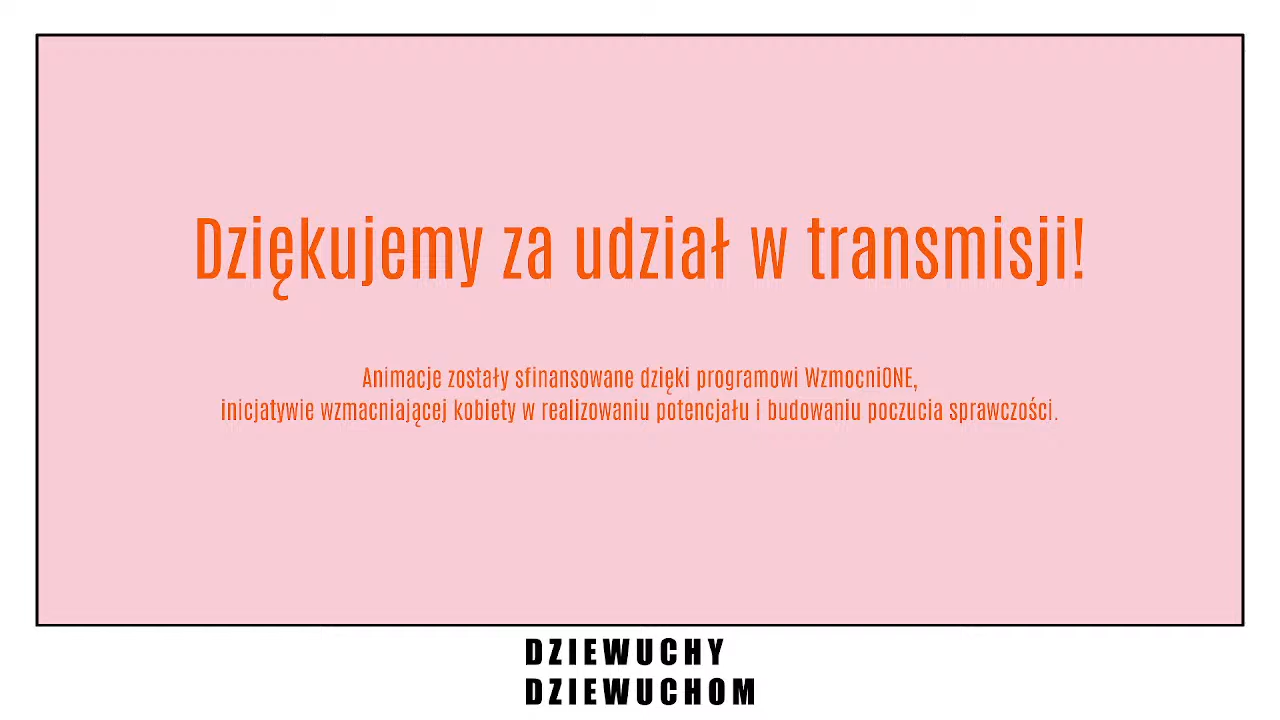 Dziękujemy za udział w transmisji!
Animacje zostały sfinansowane dzięki programowi WzmocniONE,
inicjatywie wzmacniającej kobiety w realizowaniu potencjału i budowaniu poczucia sprawczości.
DZIEWUCHY
DZIEWUCHOM